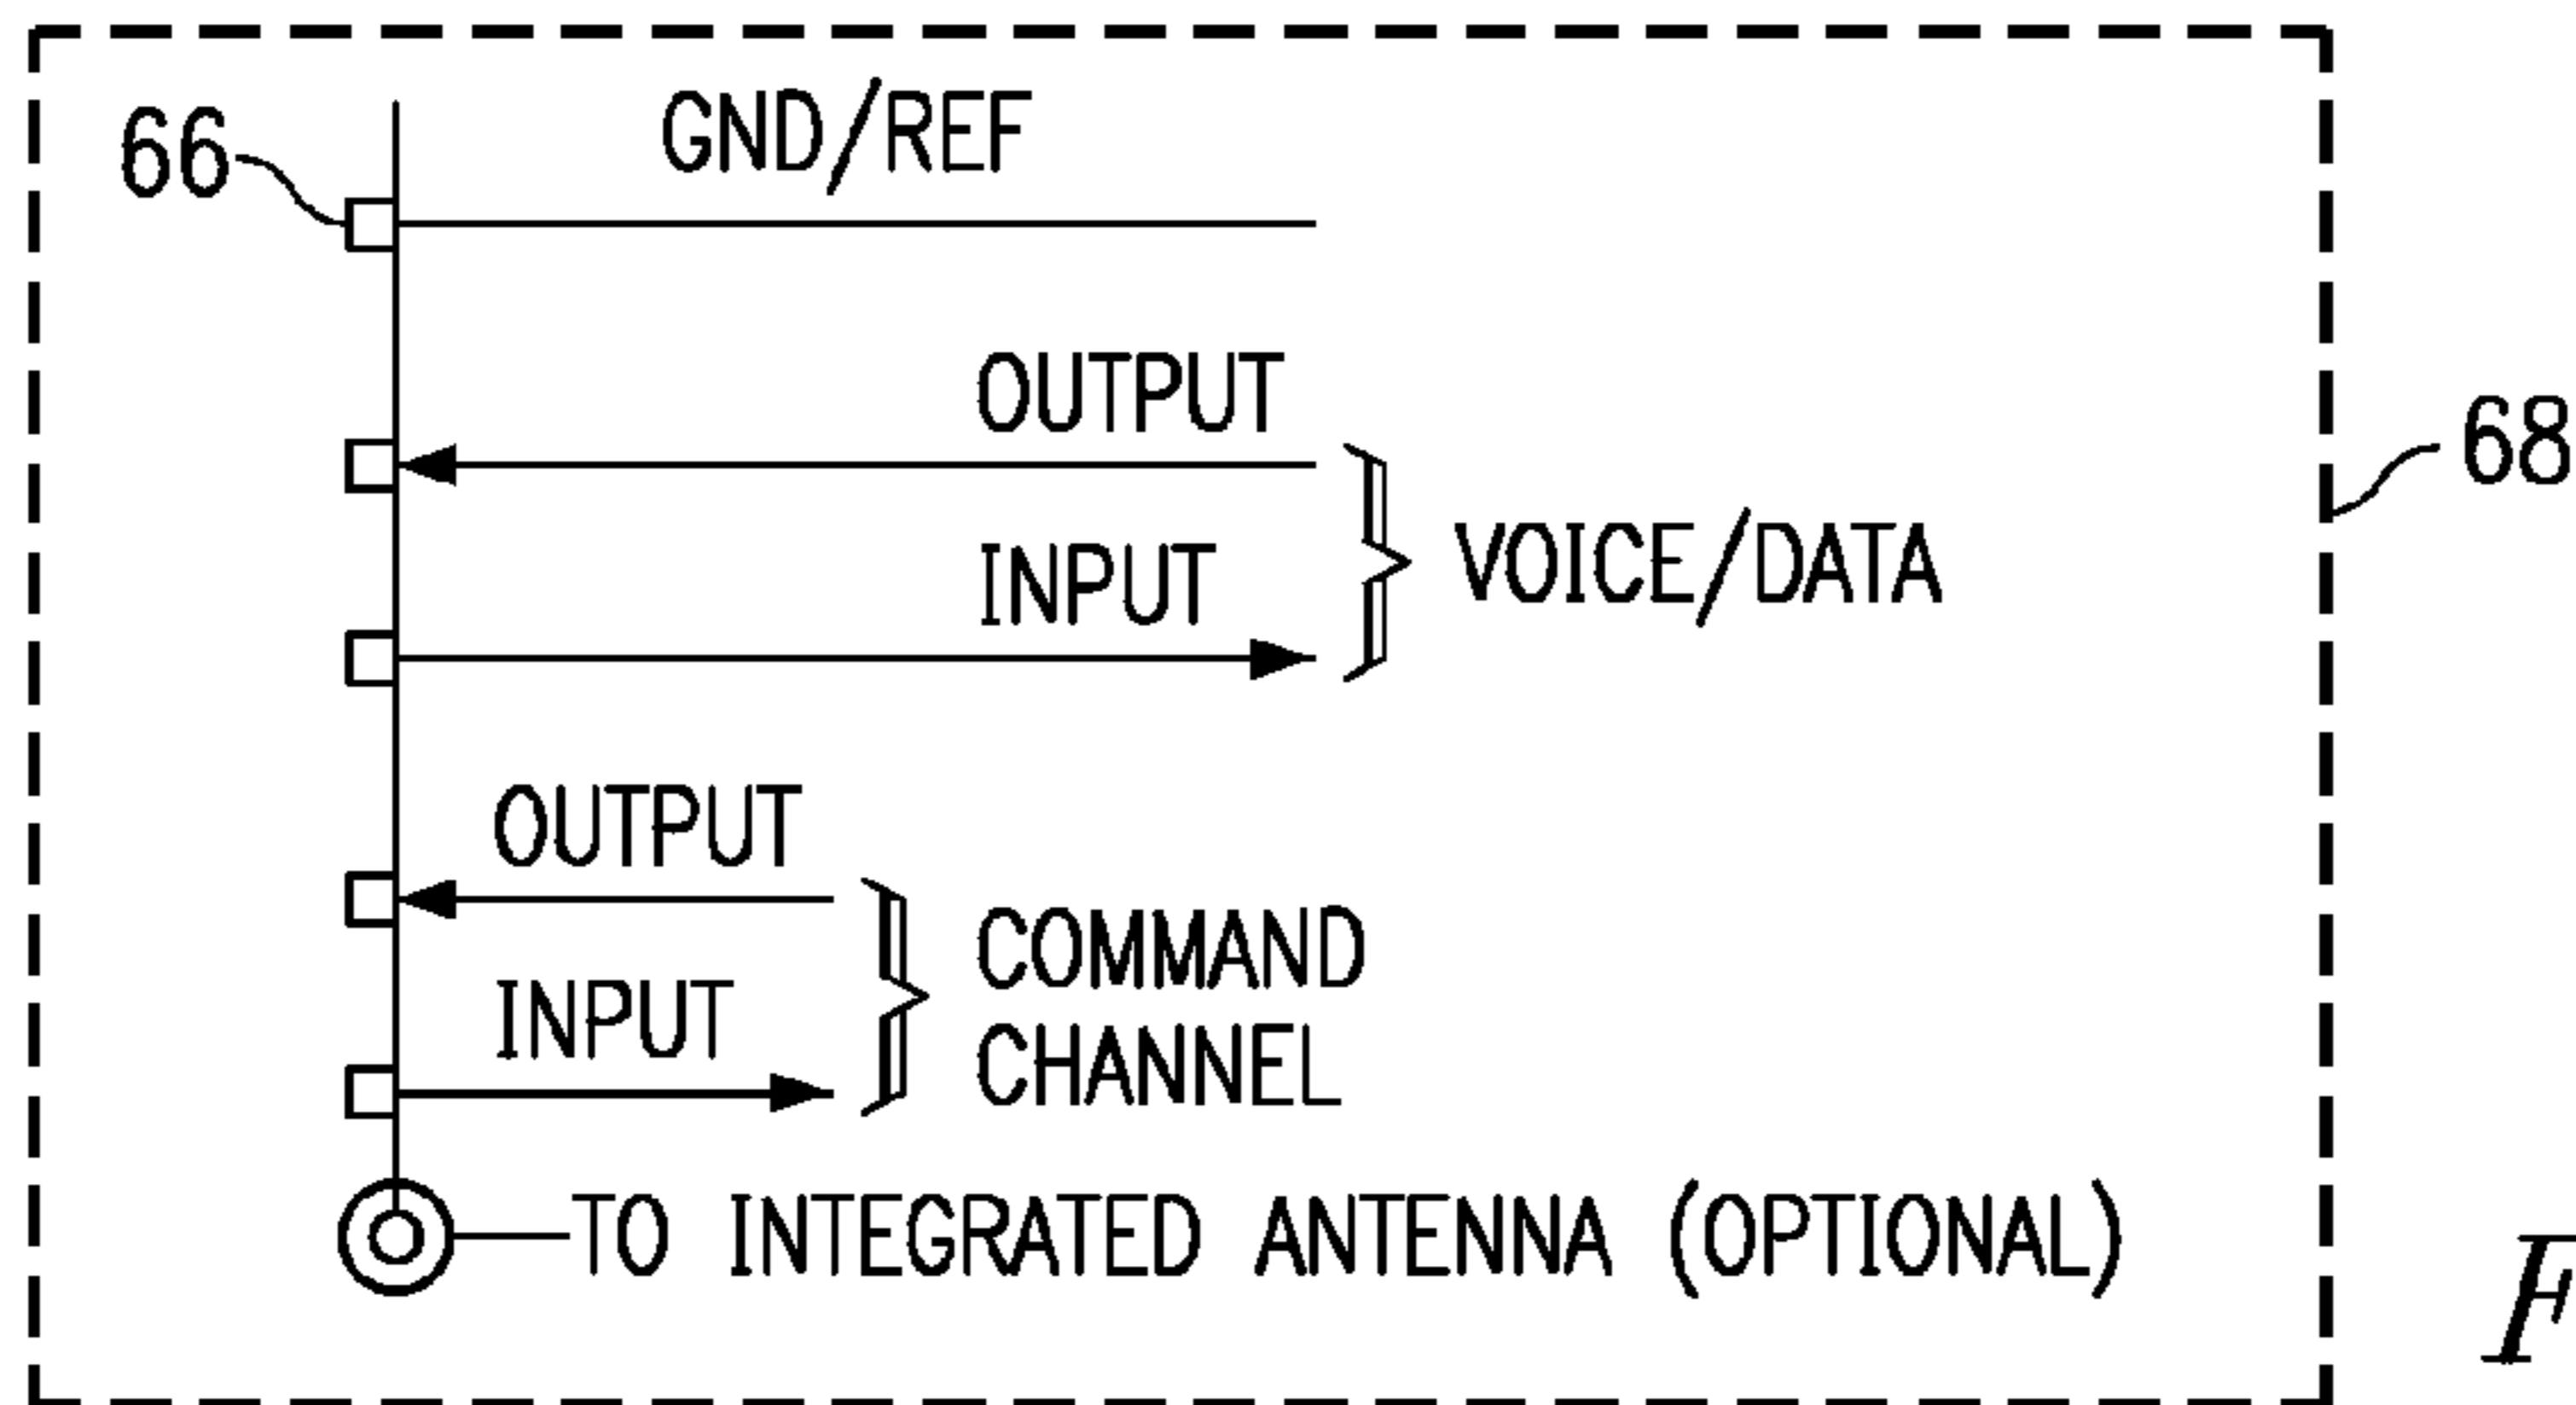 66
GND/REF
OUTPUT
68
INPUT
VOICE/DATA
OUTPUT
INPUT
COMMAND
CHANNEL
TO INTEGRATED ANTENNA (OPTIONAL)